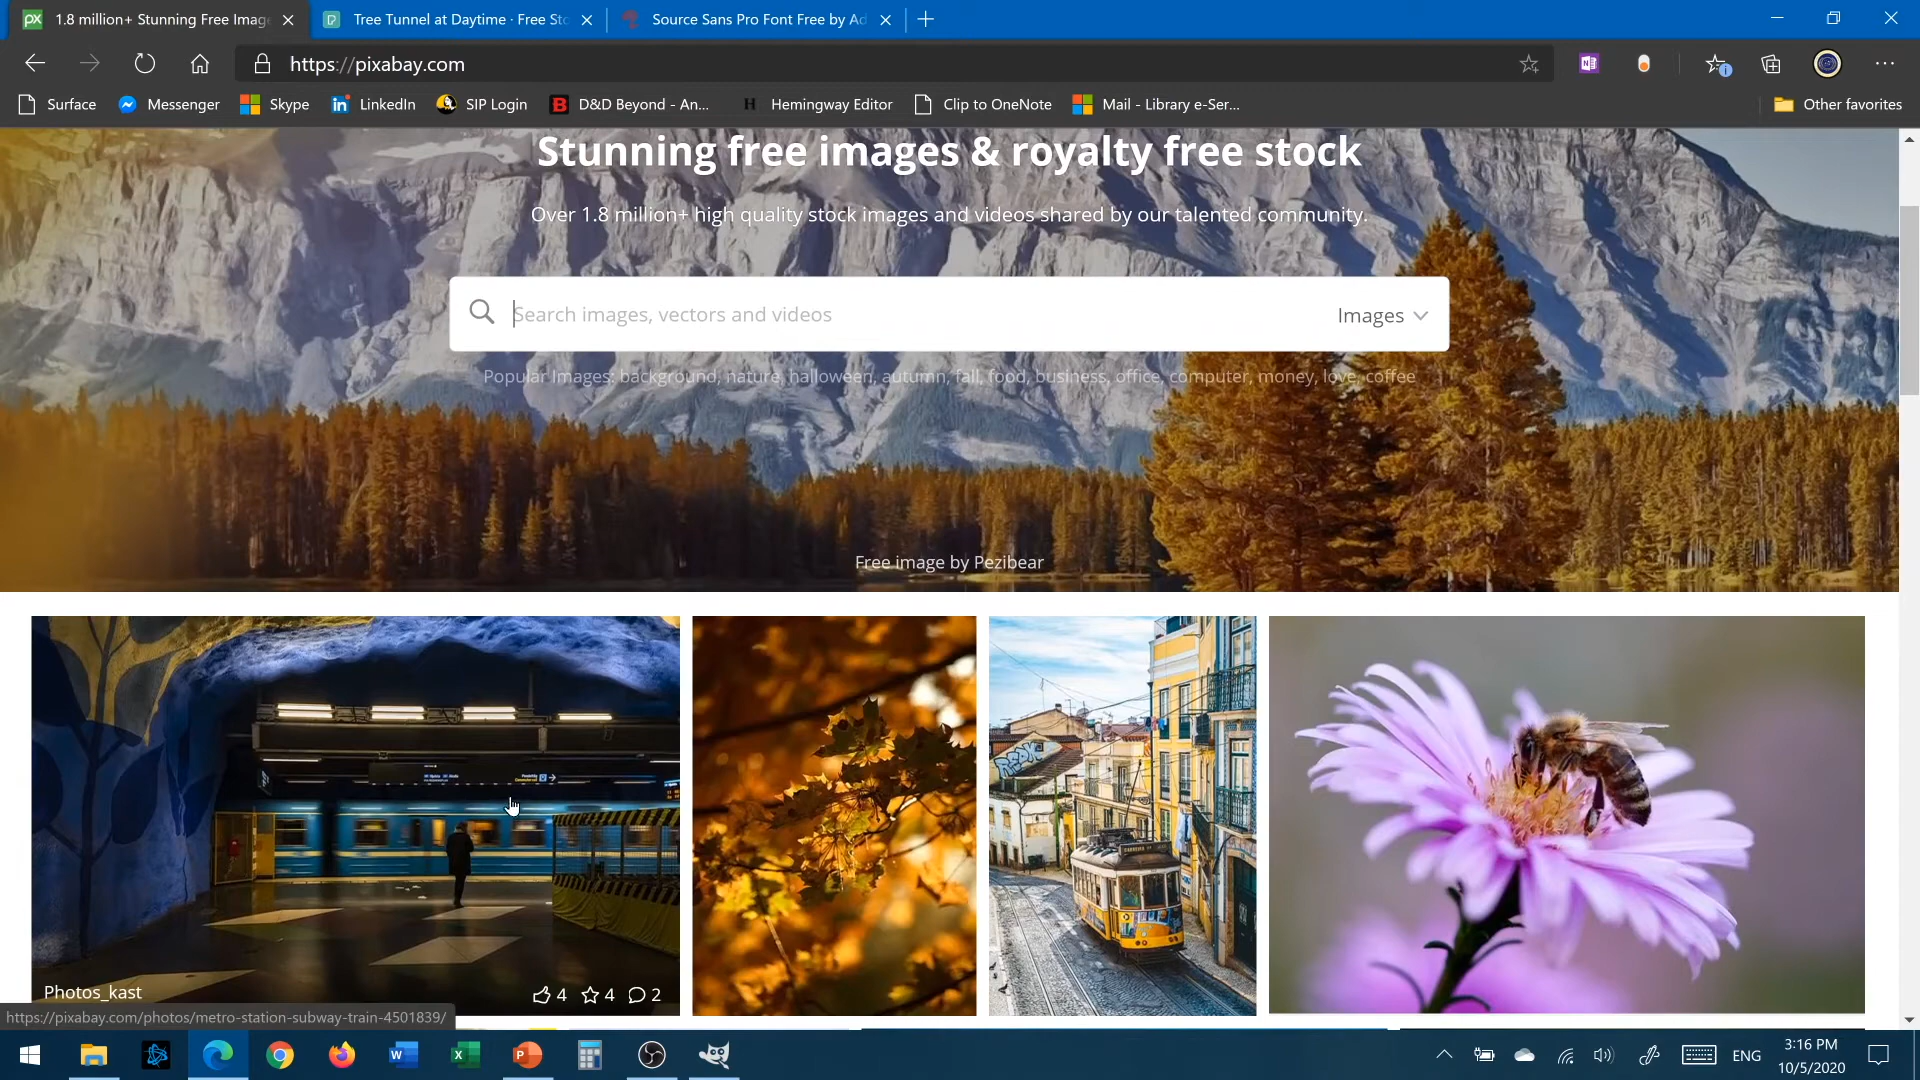 1.8 million+ Stunning Free Imag
Tree Tunnel at Daytime · Free Sto
Source Sans Pro Font Free by Ad
https://pixabay.com
Surface
Messenger
Skype
LinkedIn
SIP Login
D&D Beyond - An...
Hemingway Editor
Clip to OneNote
Mail - Library e-Ser...
Other favorites
Stunning free images & royalty free stock
Over 1.8 million+ high quality stock images and videos shared by our talented community.
Search images, vectors and videos
Images
Popular Images: background, nature, halloween, autumn, fall, food, business, office, computer, money, love, coffee
Free image by Pezibear
Photos_kast
4 4 2
https://pixabay.com/photos/metro-station-subway-train-4501839/
ENG
3:16 PM
10/5/2020